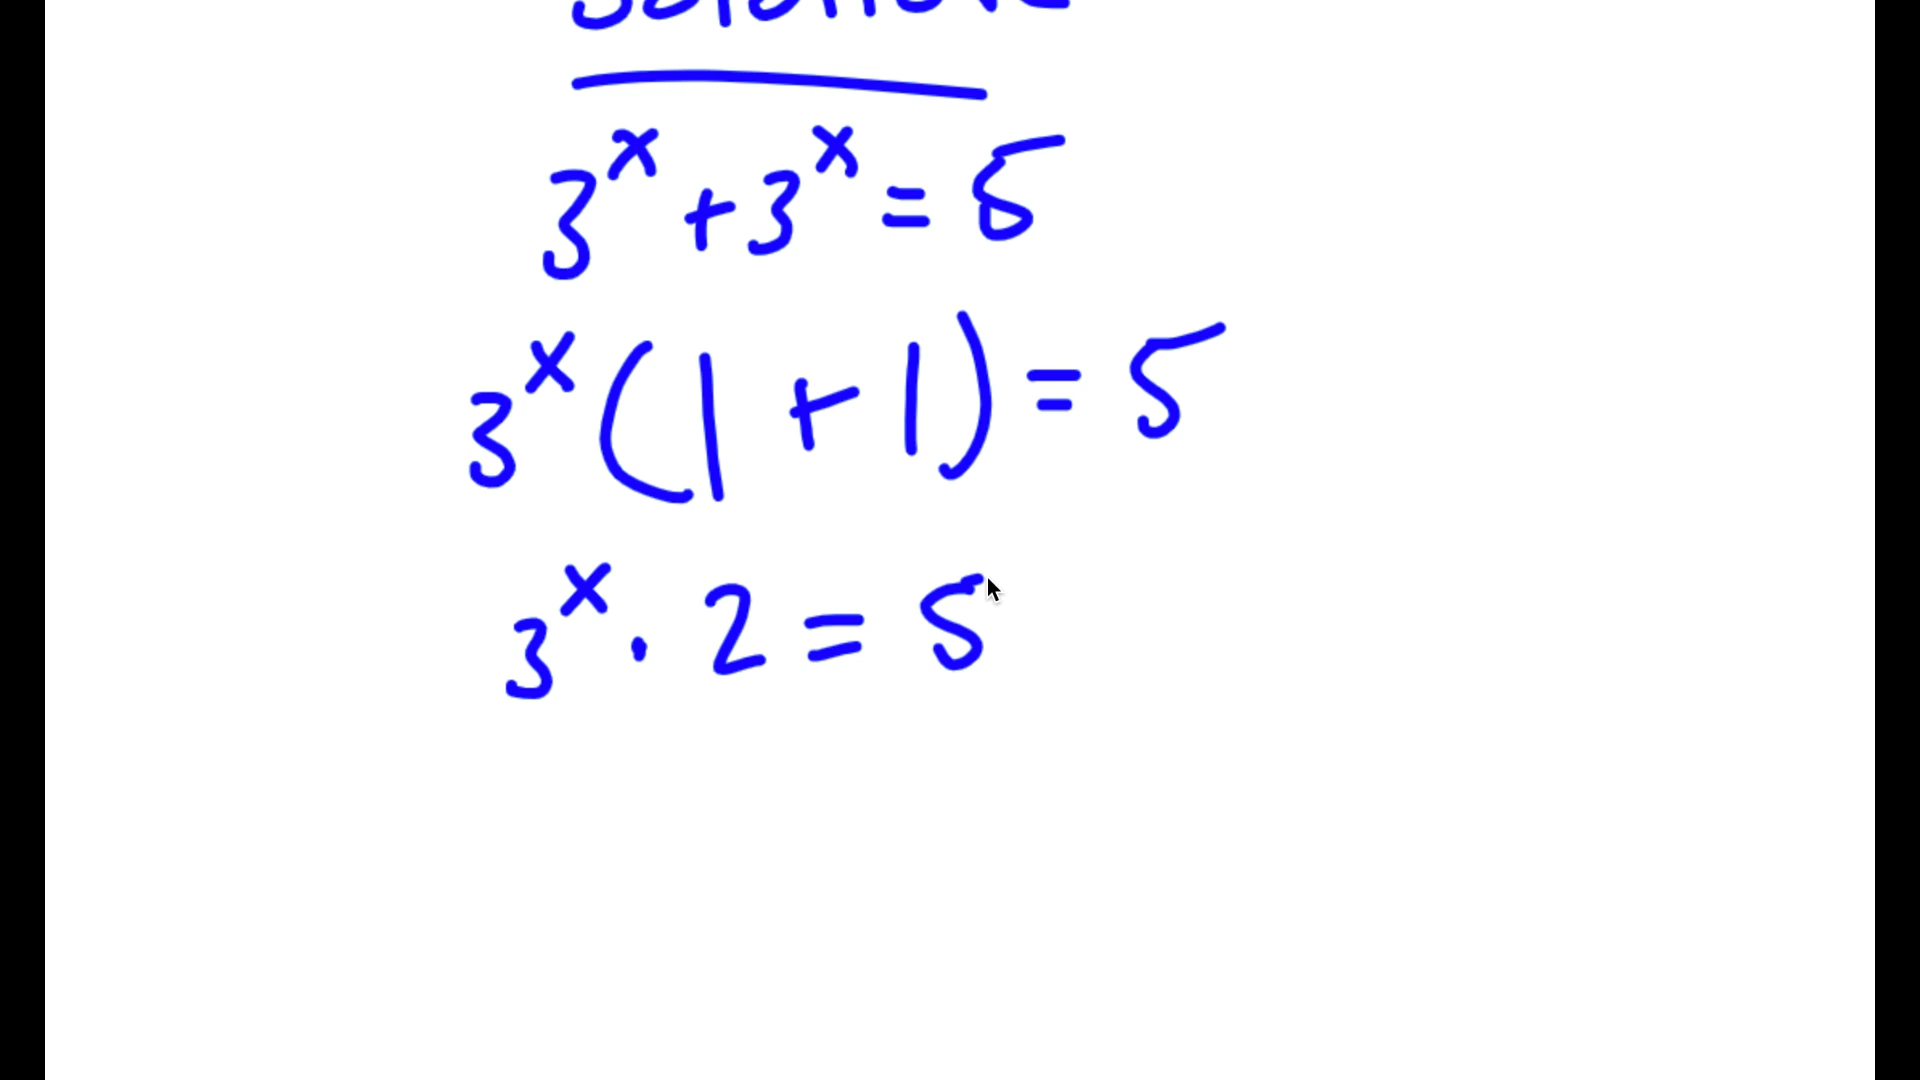 3^x + 3^x = 5
3^x (1 + 1) = 5
3^x · 2 = 5